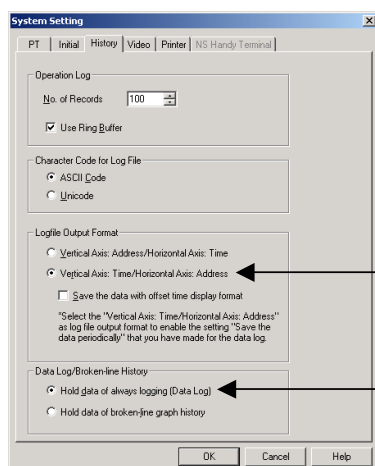 System Setting
PT Initial History Video Printer NS Handy Terminal
Operation Log
No. of Records 100
Use Ring Buffer
Character Code for Log File
ASCII Code
Unicode
Logfile Output Format
Vertical Axis: Address/Horizontal Axis: Time
Vertical Axis: Time/Horizontal Axis: Address
Save the data with offset time display format
"Select the "Vertical Axis: Time/Horizontal Axis: Address"
as log file output format to enable the setting "Save the
data periodically" that you have made for the data log.
Data Log/Broken-line History
Hold data of always logging (Data Log)
Hold data of broken-line graph history
OK Cancel Help